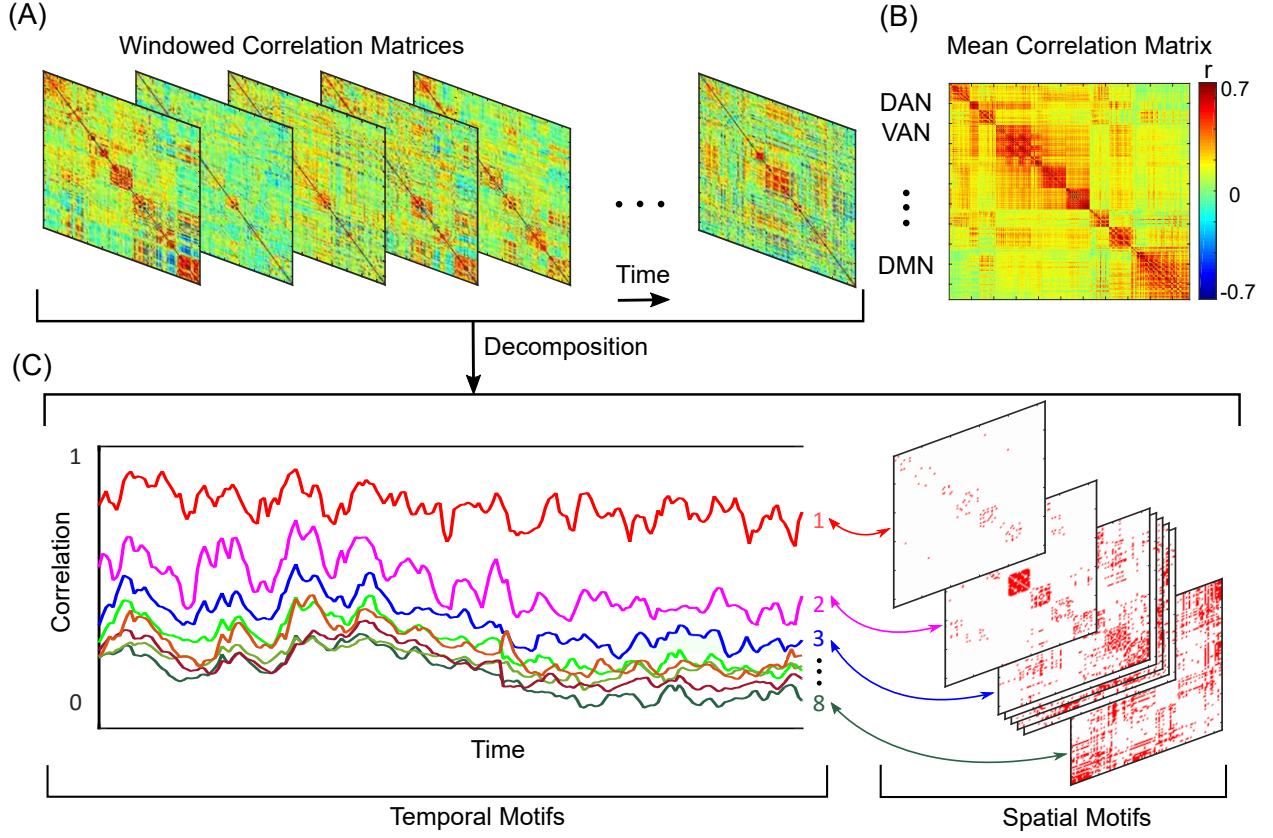 (A)
Windowed Correlation Matrices
• • •
Time
(B)
Mean Correlation Matrix
r
DAN
VAN
DMN
0.7
0
-0.7
Decomposition
(C)
1
Correlation
0
Time
1
2
3
8
Temporal Motifs
Spatial Motifs